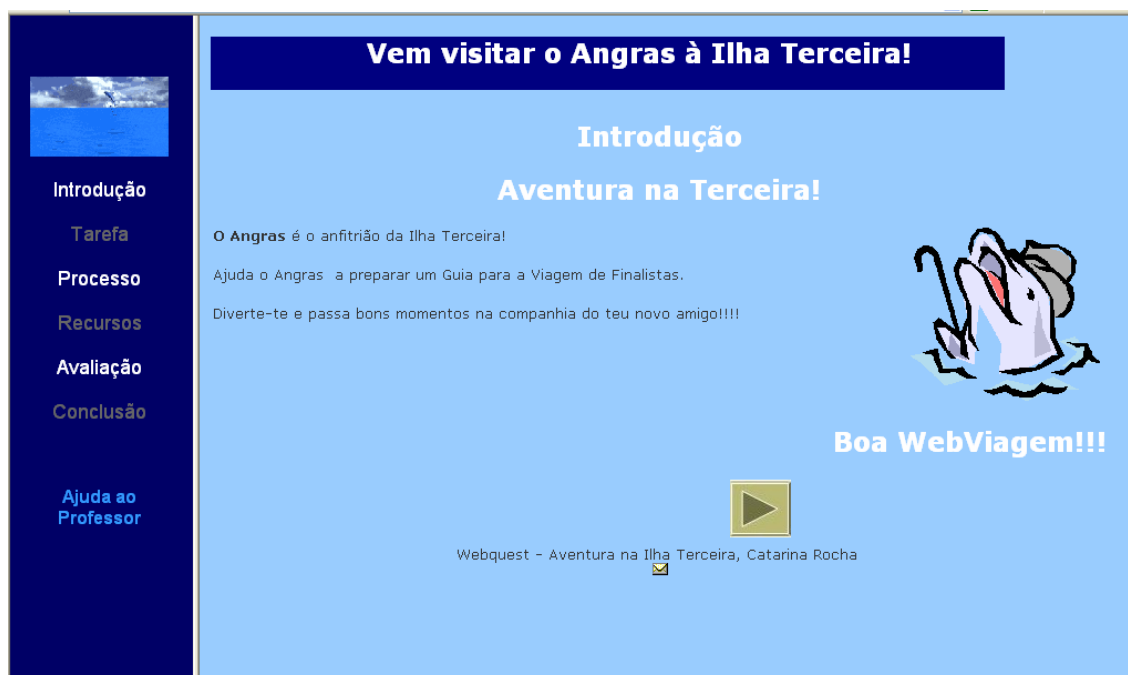 Vem visitar o Angras à Ilha Terceira!
Introdução
Tarefa
Processo
Recursos
Avaliação
Conclusão
Ajuda ao
Professor
Introdução
Aventura na Terceira!
O Angras é o anfitrião da Ilha Terceira!
Ajuda o Angras a preparar um Guia para a Viagem de Finalistas.
Diverte-te e passa bons momentos na companhia do teu novo amigo!!!!
Boa WebViagem!!!
Webquest - Aventura na Ilha Terceira, Catarina Rocha